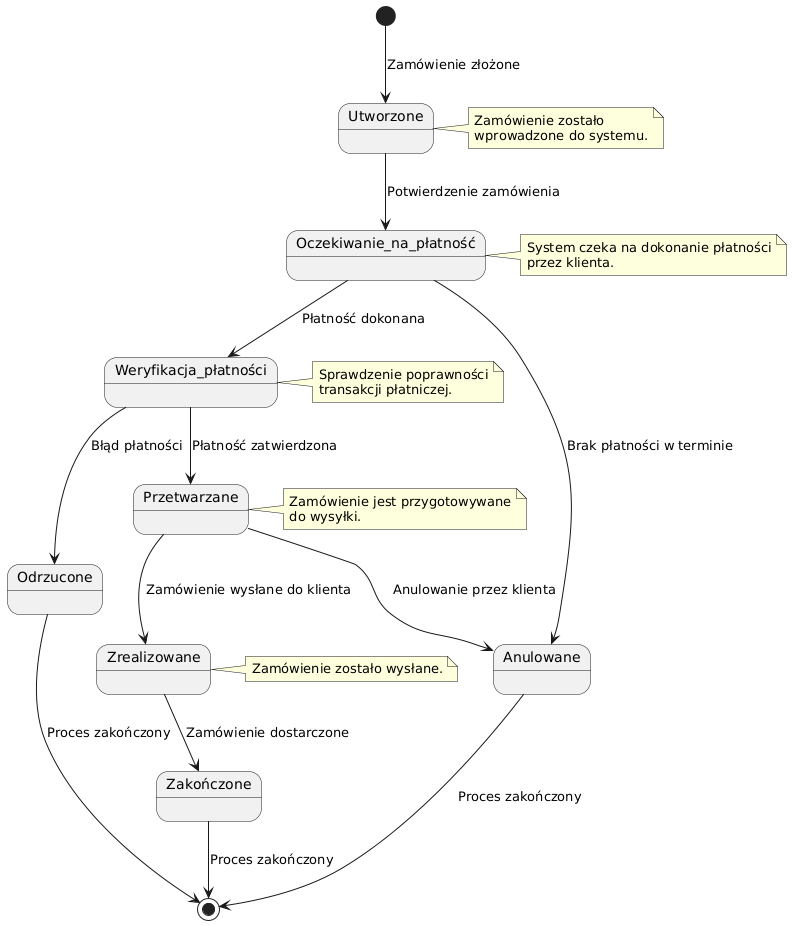 Zamówienie złożone
Utworzone
Zamówienie zostało
wprowadzone do systemu.
Potwierdzenie zamówienia
Oczekiwanie_na_płatność
System czeka na dokonanie płatności
przez klienta.
Płatność dokonana
Weryfikacja_płatności
Sprawdzenie poprawności
transakcji płatniczej.
Błąd płatności
Płatność zatwierdzona
Brak płatności w terminie
Przetwarzane
Zamówienie jest przygotowywane
do wysyłki.
Odrzucone
Zamówienie wysłane do klienta
Anulowanie przez klienta
Zrealizowane
Zamówienie zostało wysłane.
Anulowane
Proces zakończony
Zamówienie dostarczone
Zakończone
Proces zakończony
Proces zakończony